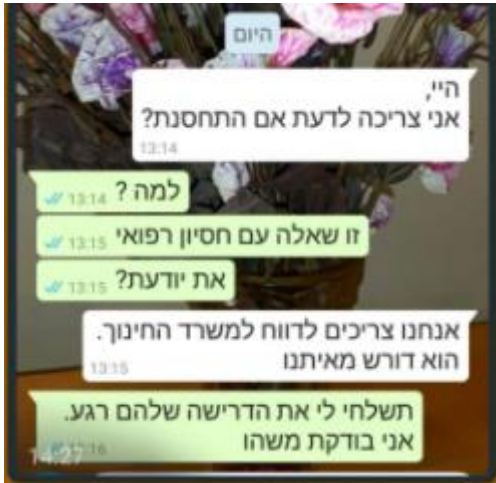 היום
היי,
אני צריכה לדעת אם התחסנת?
13:14
למה ?
13:14
זו שאלה עם חסיון רפואי
13:15
את יודעת?
13:15
אנחנו צריכים לדווח למשרד החינוך.
הוא דורש מאיתנו
13:15
תשלחי לי את הדרישה שלהם רגע.
אני בודקת משהו
13:16
14:27